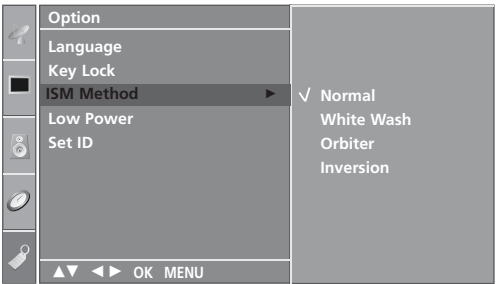 Option
Language
Key Lock
ISM Method ► √ Normal
White Wash
Low Power
Orbiter
Set ID
Inversion
▲▼ ◄► OK MENU